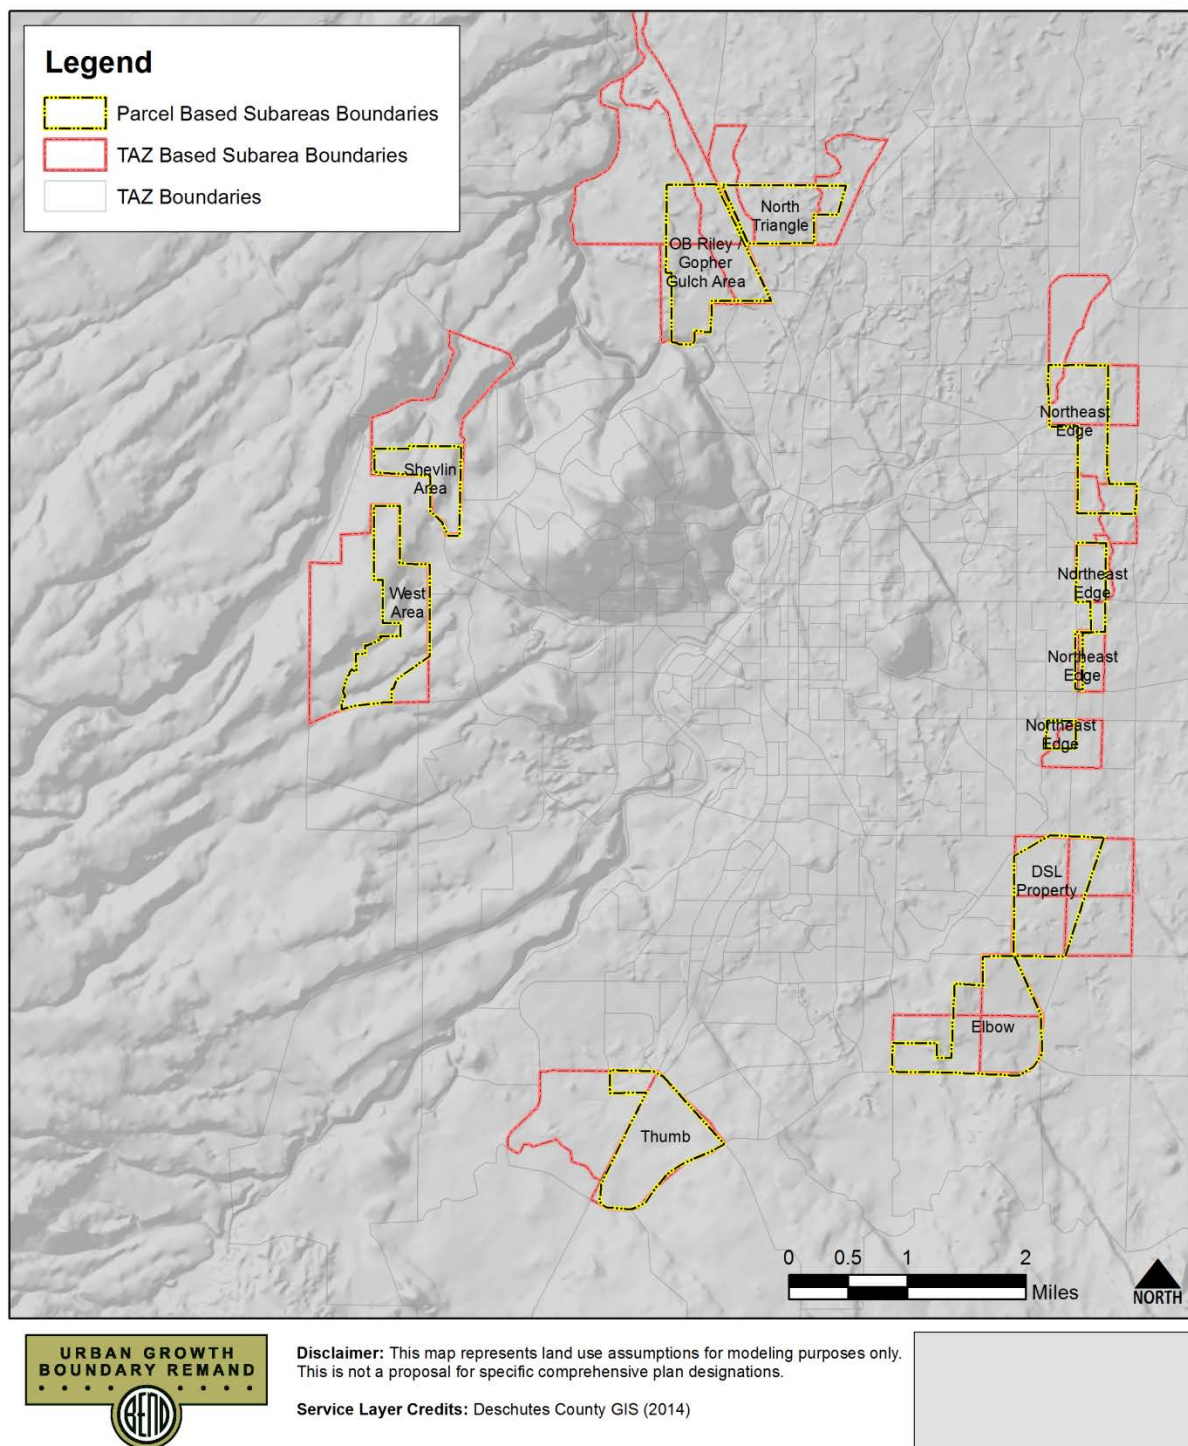 Legend
Parcel Based Subareas Boundaries
TAZ Based Subarea Boundaries
TAZ Boundaries
North
Triangle
OB Riley /
Gopher
Gulch Area
Northeast
Edge
Shevlin
Area
Northeast
Edge
West
Area
Northeast
Edge
Northeast
Edge
DSL
Property
Elbow
Thumb
0 0.5 1 2
Miles
NORTH
URBAN GROWTH
BOUNDARY REMAND
BEND
Disclaimer: This map represents land use assumptions for modeling purposes only.
This is not a proposal for specific comprehensive plan designations.
Service Layer Credits: Deschutes County GIS (2014)